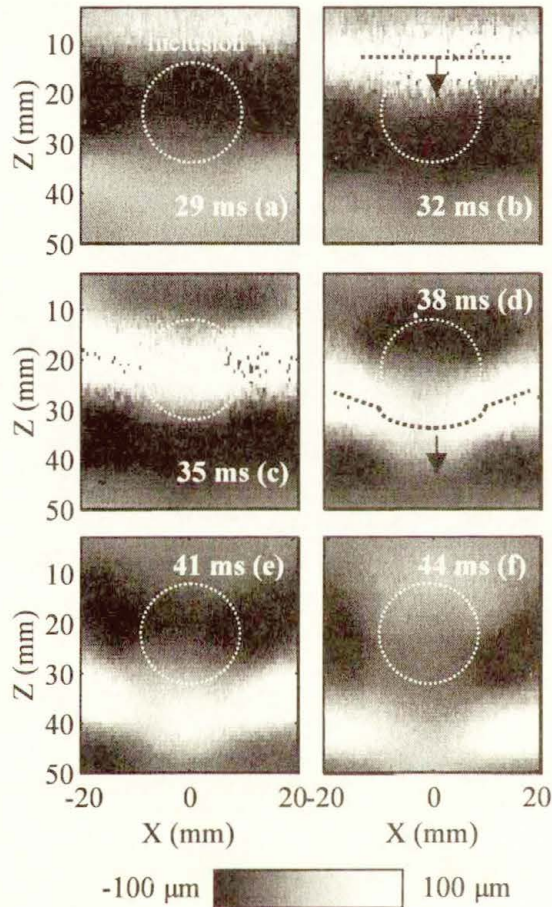 Inclusion
10
20
30
40
50
Z (mm)
29 ms (a)
32 ms (b)
10
20
30
40
50
Z (mm)
35 ms (c)
38 ms (d)
10
20
30
40
50
Z (mm)
41 ms (e)
44 ms (f)
-20 0 20
-20 0 20
X (mm)
X (mm)
-100 µm
100 µm